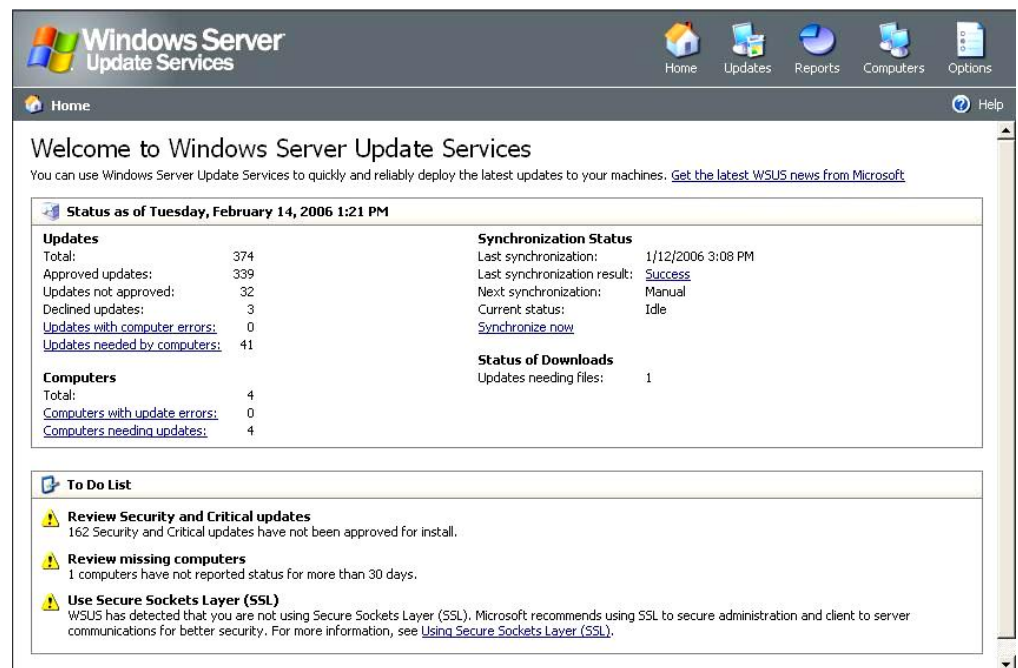 Windows Server
Update Services
Home
Updates
Reports
Computers
Options
Home
Help
Welcome to Windows Server Update Services
You can use Windows Server Update Services to quickly and reliably deploy the latest updates to your machines. Get the latest WSUS news from Microsoft
Status as of Tuesday, February 14, 2006 1:21 PM
Updates
Total: 374
Approved updates: 339
Updates not approved: 32
Declined updates: 3
Updates with computer errors: 0
Updates needed by computers: 41
Computers
Total: 4
Computers with update errors: 0
Computers needing updates: 4
Synchronization Status
Last synchronization: 1/12/2006 3:08 PM
Last synchronization result: Success
Next synchronization: Manual
Current status: Idle
Synchronize now
Status of Downloads
Updates needing files: 1
To Do List
Review Security and Critical updates
162 Security and Critical updates have not been approved for install.
Review missing computers
1 computers have not reported status for more than 30 days.
Use Secure Sockets Layer (SSL)
WSUS has detected that you are not using Secure Sockets Layer (SSL). Microsoft recommends using SSL to secure administration and client to server
communications for better security. For more information, see Using Secure Sockets Layer (SSL).